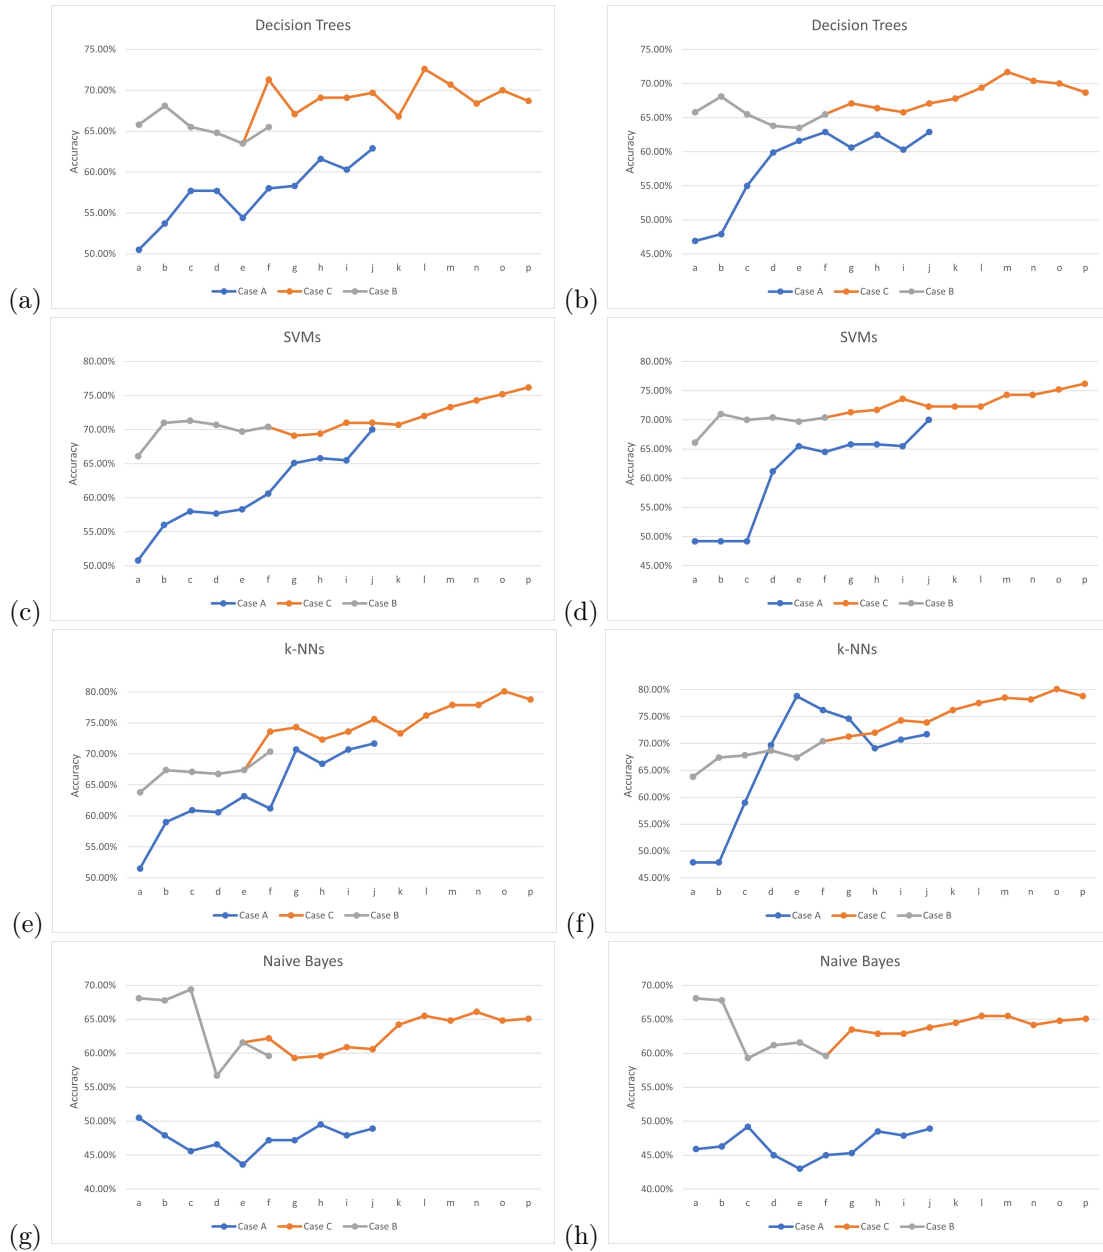 Decision Trees
75.00%
70.00%
65.00%
60.00%
55.00%
50.00%
Accuracy
a b c d e f g h i j k l m n o p
Case A Case C Case B
(a)
Decision Trees
75.00%
70.00%
65.00%
60.00%
55.00%
50.00%
45.00%
Accuracy
a b c d e f g h i j k l m n o p
Case A Case C Case B
(b)
SVMs
80.00%
75.00%
70.00%
65.00%
60.00%
55.00%
50.00%
Accuracy
a b c d e f g h i j k l m n o p
Case A Case C Case B
(c)
SVMs
80.00%
75.00%
70.00%
65.00%
60.00%
55.00%
50.00%
45.00%
Accuracy
a b c d e f g h i j k l m n o p
Case A Case C Case B
(d)
k-NNs
80.00%
75.00%
70.00%
65.00%
60.00%
55.00%
50.00%
Accuracy
a b c d e f g h i j k l m n o p
Case A Case C Case B
(e)
k-NNs
80.00%
75.00%
70.00%
65.00%
60.00%
55.00%
50.00%
45.00%
Accuracy
a b c d e f g h i j k l m n o p
Case A Case C Case B
(f)
Naive Bayes
70.00%
65.00%
60.00%
55.00%
50.00%
45.00%
40.00%
Accuracy
a b c d e f g h i j k l m n o p
Case A Case C Case B
(g)
Naive Bayes
70.00%
65.00%
60.00%
55.00%
50.00%
45.00%
40.00%
Accuracy
a b c d e f g h i j k l m n o p
Case A Case C Case B
(h)